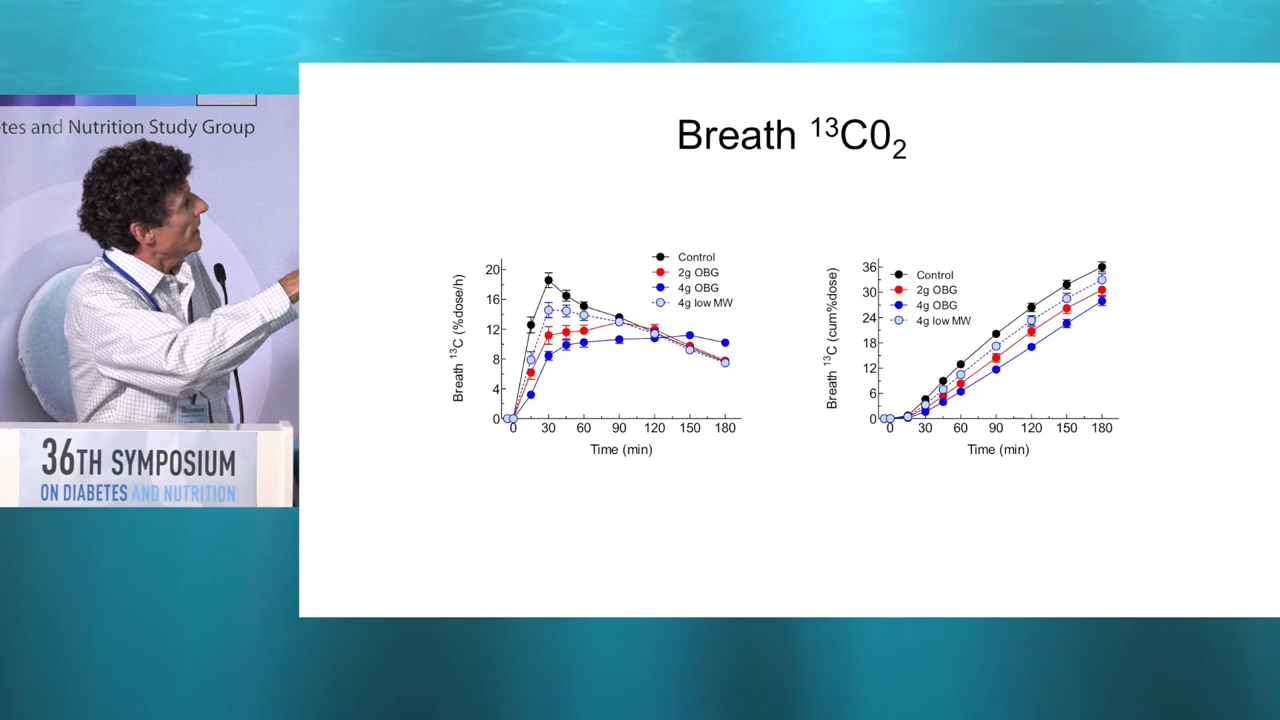 tes and Nutrition Study Group
36TH SYMPOSIUM
ON DIABETES AND NUTRITION
Breath ¹³C0₂
Breath ¹³C (%dose/h)
20
16
12
8
4
0
0 30 60 90 120 150 180
Time (min)
Control
2g OBG
4g OBG
4g low MW
Breath ¹³C (cum%dose)
36
30
24
18
12
6
0
0 30 60 90 120 150 180
Time (min)
Control
2g OBG
4g OBG
4g low MW